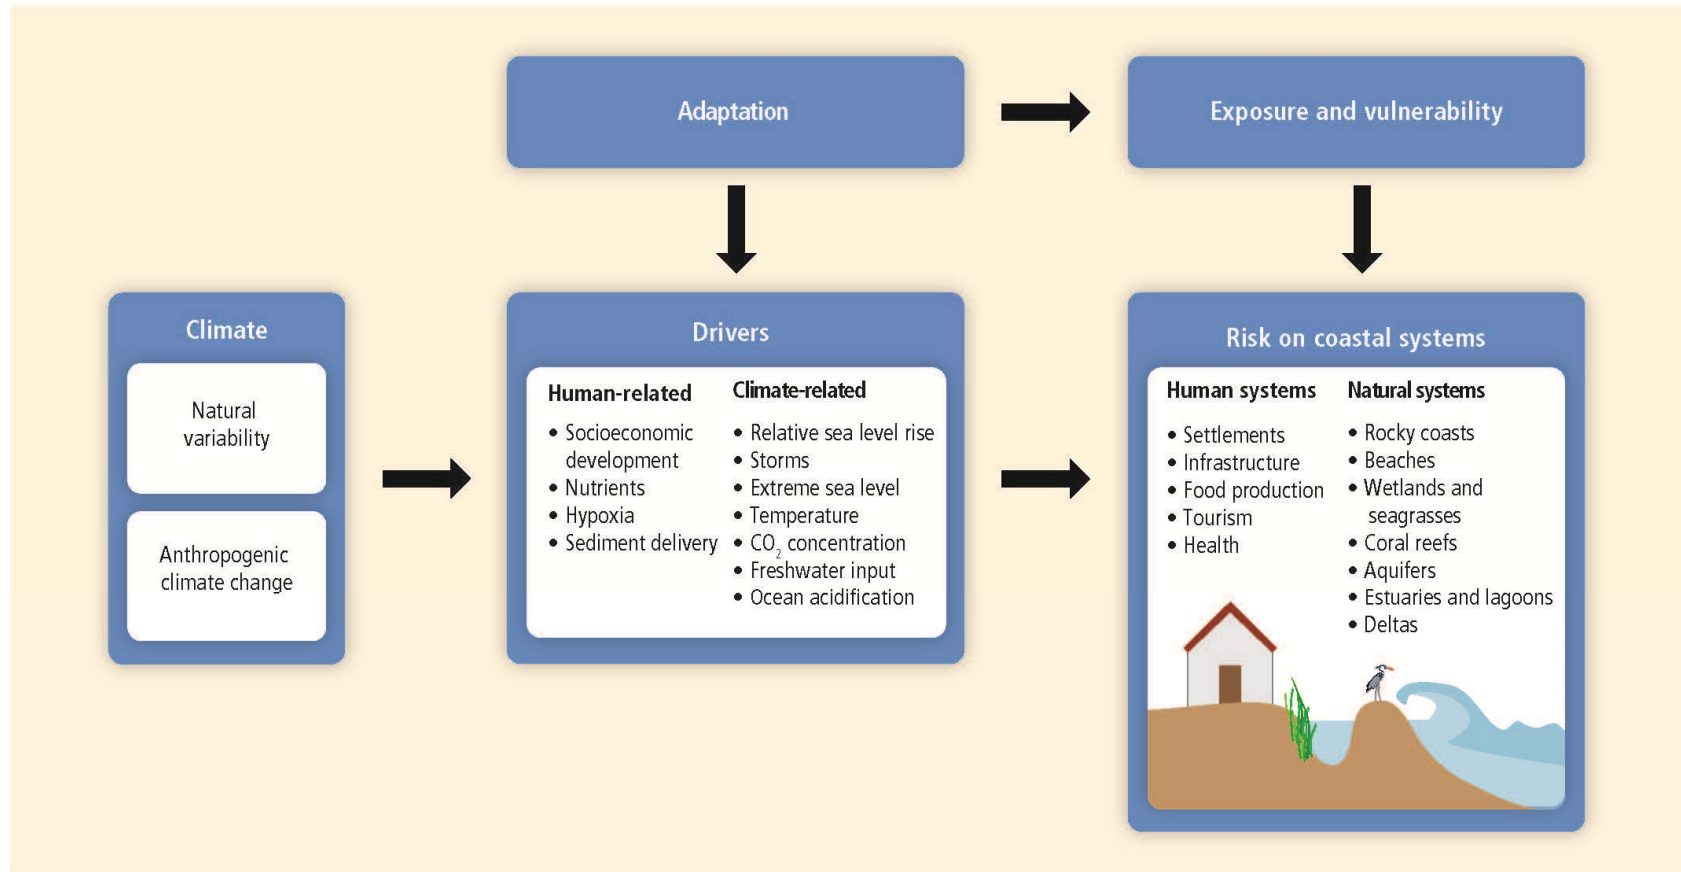 Adaptation
Exposure and vulnerability
Climate
Natural
variability
Anthropogenic
climate change
Drivers
Human-related
• Socioeconomic
development
• Nutrients
• Hypoxia
• Sediment delivery
Climate-related
• Relative sea level rise
• Storms
• Extreme sea level
• Temperature
• CO₂ concentration
• Freshwater input
• Ocean acidification
Risk on coastal systems
Human systems
• Settlements
• Infrastructure
• Food production
• Tourism
• Health
Natural systems
• Rocky coasts
• Beaches
• Wetlands and
seagrasses
• Coral reefs
• Aquifers
• Estuaries and lagoons
• Deltas